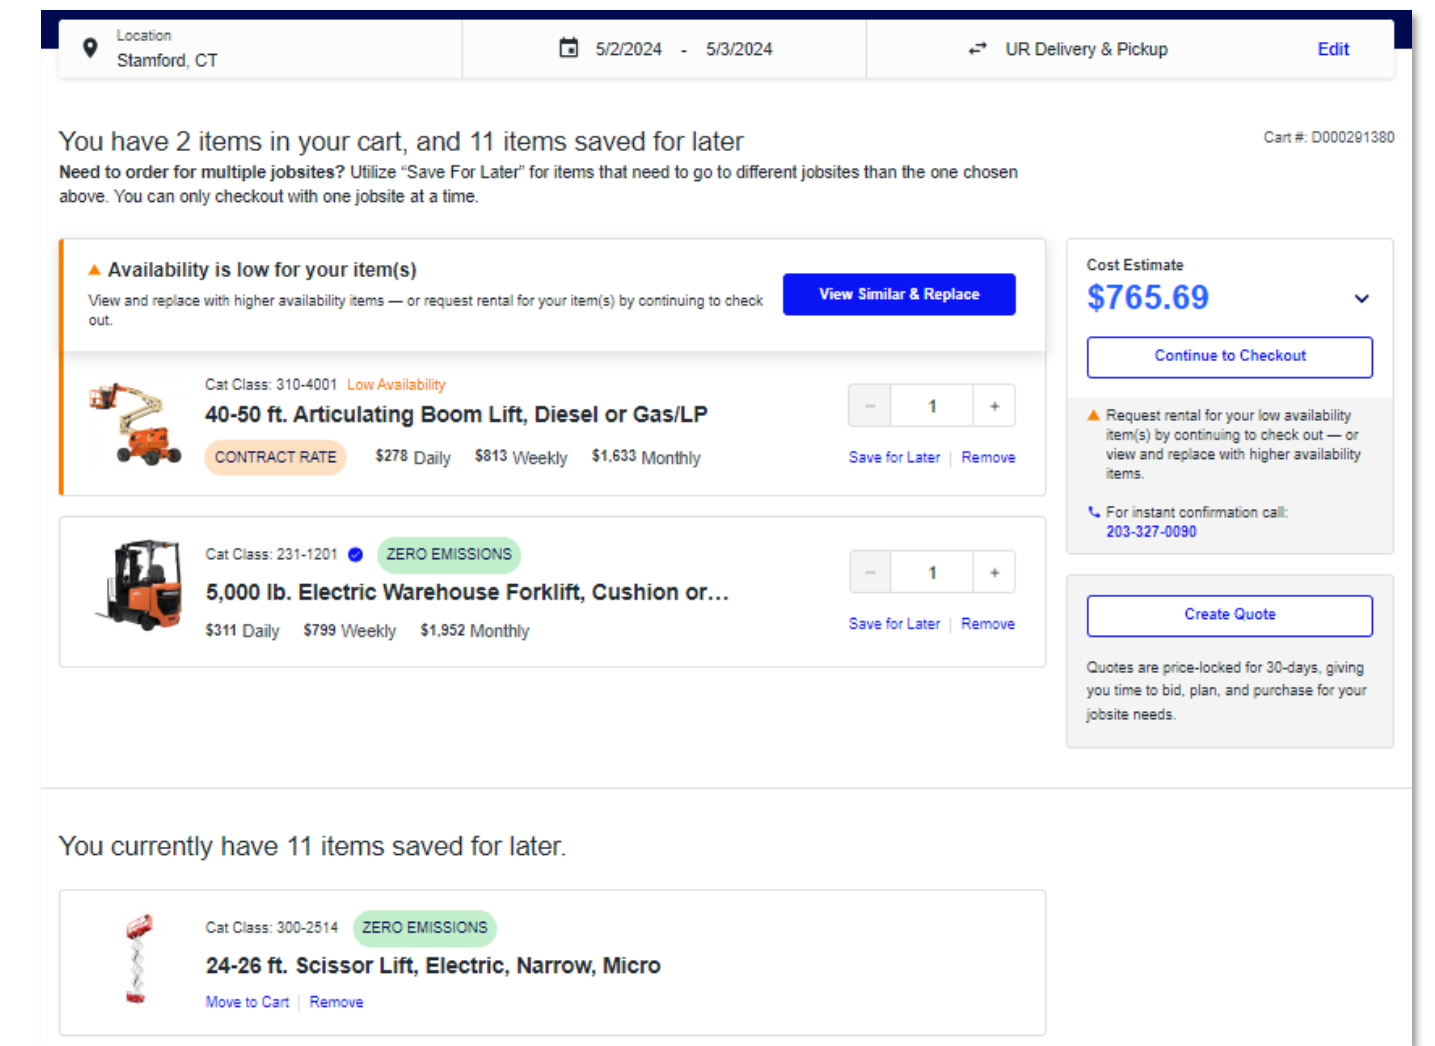 Location
Stamford, CT
5/2/2024 - 5/3/2024
UR Delivery & Pickup
Edit
You have 2 items in your cart, and 11 items saved for later
Cart #: D000291380
Need to order for multiple jobsites? Utilize “Save For Later” for items that need to go to different jobsites than the one chosen
above. You can only checkout with one jobsite at a time.
Availability is low for your item(s)
View and replace with higher availability items — or request rental for your item(s) by continuing to check
out.
View Similar & Replace
Cat Class: 310-4001 Low Availability
40-50 ft. Articulating Boom Lift, Diesel or Gas/LP
CONTRACT RATE $278 Daily $813 Weekly $1,633 Monthly
− 1 +
Save for Later | Remove
Cat Class: 231-1201 ZERO EMISSIONS
5,000 lb. Electric Warehouse Forklift, Cushion or...
$311 Daily $799 Weekly $1,952 Monthly
− 1 +
Save for Later | Remove
Cost Estimate
$765.69
Continue to Checkout
Request rental for your low availability
item(s) by continuing to check out — or
view and replace with higher availability
items.
For instant confirmation call:
203-327-0090
Create Quote
Quotes are price-locked for 30-days, giving
you time to bid, plan, and purchase for your
jobsite needs.
You currently have 11 items saved for later.
Cat Class: 300-2514 ZERO EMISSIONS
24-26 ft. Scissor Lift, Electric, Narrow, Micro
Move to Cart | Remove